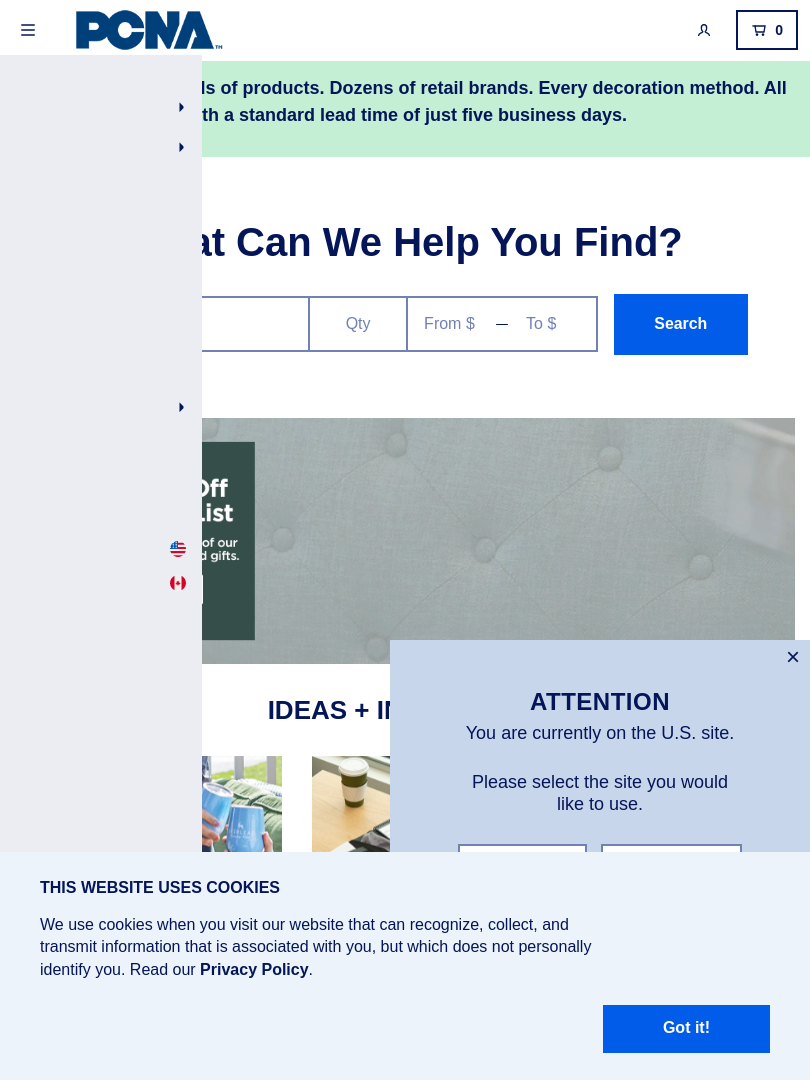 PCNA™
0
of products. Dozens of retail brands. Every decoration method. All
a standard lead time of just five business days.
Can We Help You Find?
Qty
From $
—
To $
Search
Off
List
of our
gifts.
IDEAS +
ATTENTION
You are currently on the U.S. site.
Please select the site you would
like to use.
THIS WEBSITE USES COOKIES
We use cookies when you visit our website that can recognize, collect, and
transmit information that is associated with you, but which does not personally
identify you. Read our Privacy Policy.
Got it!